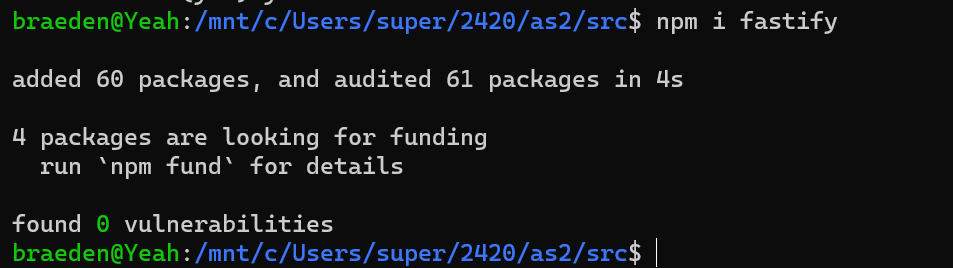 braeden@Yeah:/mnt/c/Users/super/2420/as2/src$ npm i fastify
added 60 packages, and audited 61 packages in 4s
4 packages are looking for funding
  run `npm fund` for details
found 0 vulnerabilities
braeden@Yeah:/mnt/c/Users/super/2420/as2/src$